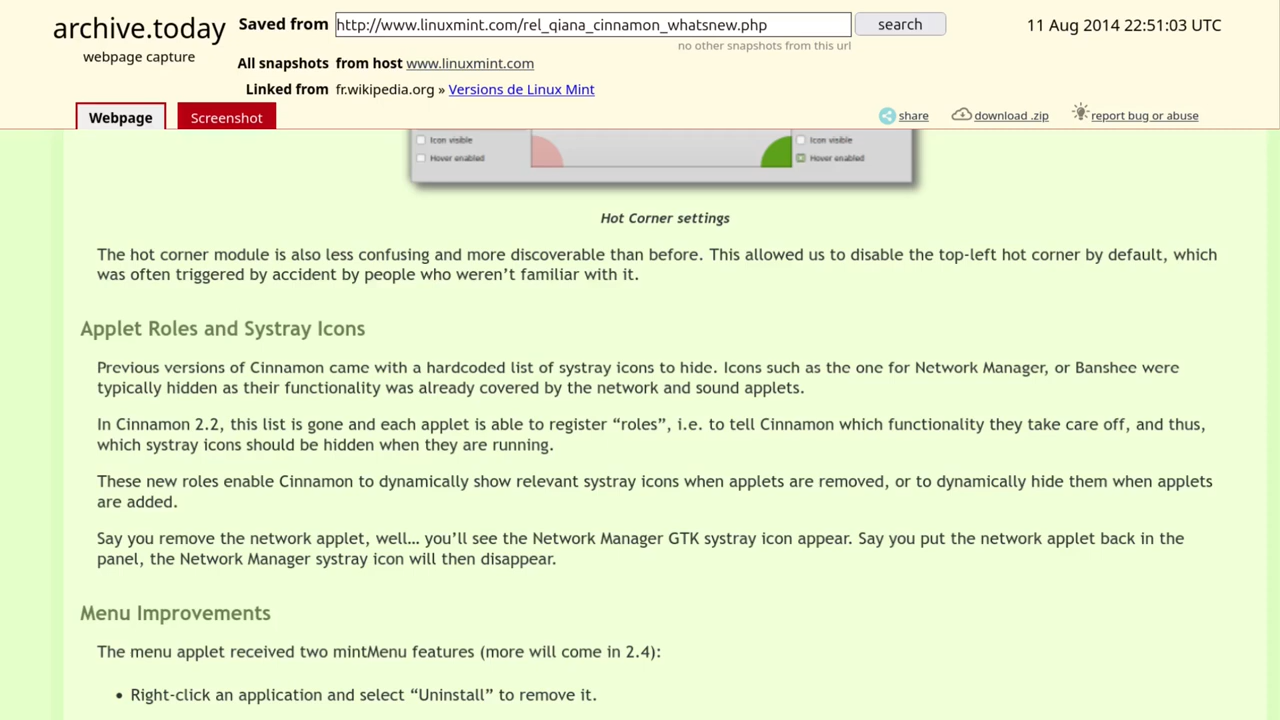 archive.today
webpage capture
Saved from http://www.linuxmint.com/rel_qiana_cinnamon_whatsnew.php search 11 Aug 2014 22:51:03 UTC
no other snapshots from this url
All snapshots from host www.linuxmint.com
Linked from fr.wikipedia.org » Versions de Linux Mint
Webpage Screenshot share download .zip report bug or abuse
Icon visible Icon visible
Hover enabled Hover enabled
Hot Corner settings
The hot corner module is also less confusing and more discoverable than before. This allowed us to disable the top-left hot corner by default, which
was often triggered by accident by people who weren’t familiar with it.
Applet Roles and Systray Icons
Previous versions of Cinnamon came with a hardcoded list of systray icons to hide. Icons such as the one for Network Manager, or Banshee were
typically hidden as their functionality was already covered by the network and sound applets.
In Cinnamon 2.2, this list is gone and each applet is able to register “roles”, i.e. to tell Cinnamon which functionality they take care off, and thus,
which systray icons should be hidden when they are running.
These new roles enable Cinnamon to dynamically show relevant systray icons when applets are removed, or to dynamically hide them when applets
are added.
Say you remove the network applet, well… you’ll see the Network Manager GTK systray icon appear. Say you put the network applet back in the
panel, the Network Manager systray icon will then disappear.
Menu Improvements
The menu applet received two mintMenu features (more will come in 2.4):
• Right-click an application and select “Uninstall” to remove it.